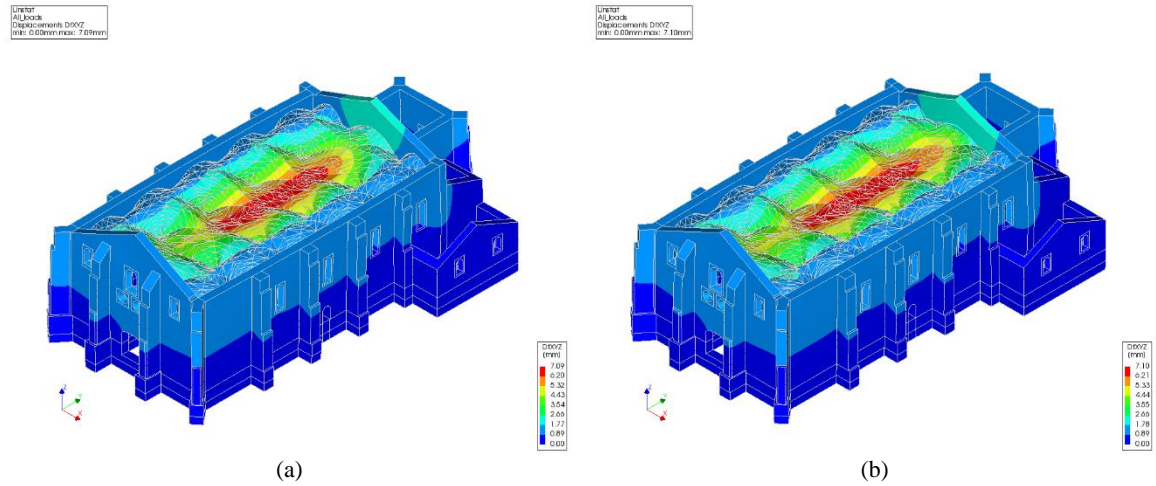 Linstat
All_loads
Displacements DtXYZ
min: 0.00mm max: 7.09mm
DtXYZ
(mm)
7.09
6.20
5.32
4.43
3.54
2.66
1.77
0.89
0.00
Z
Y
X
(a)
Linstat
All_loads
Displacements DtXYZ
min: 0.00mm max: 7.10mm
DtXYZ
(mm)
7.10
6.21
5.32
4.43
3.55
2.66
1.78
0.89
0.00
Z
Y
X
(b)